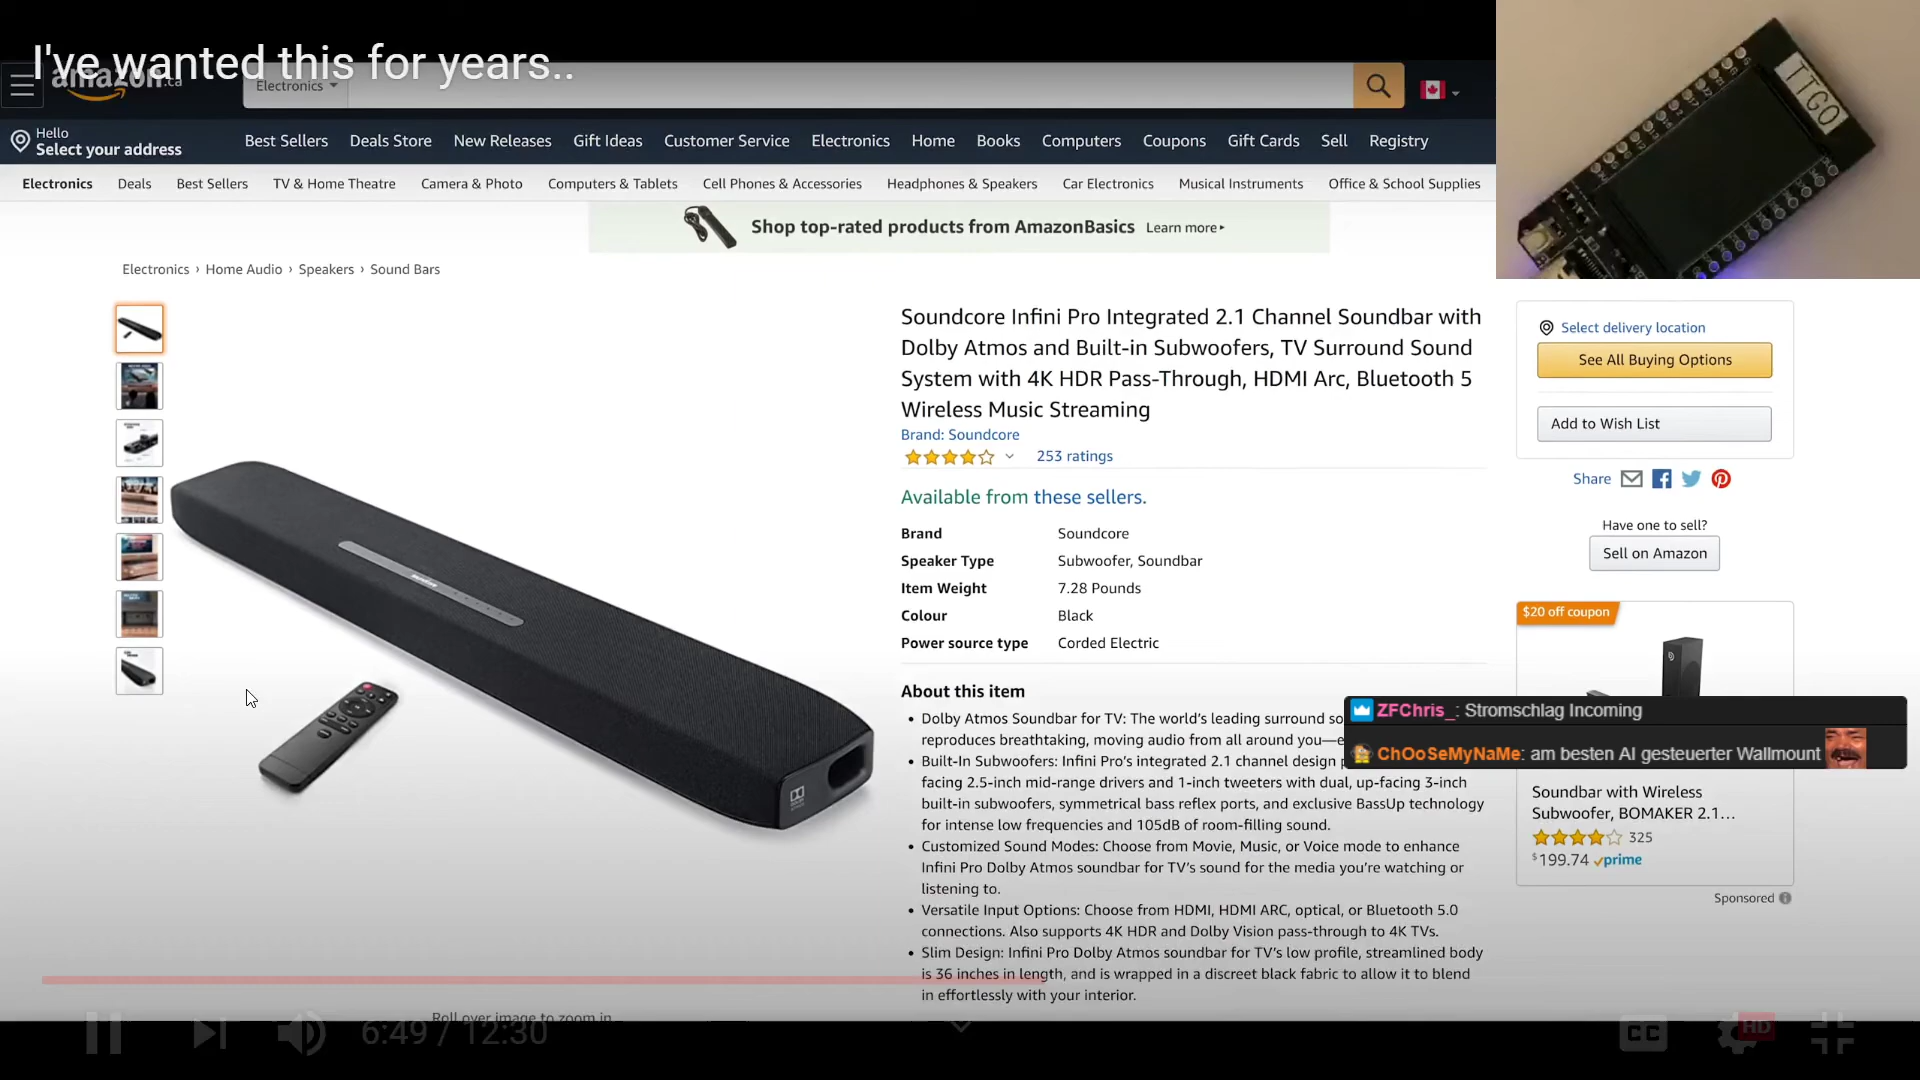 I've wanted this for years..
amazon.ca
Electronics
TTGO
Hello
Select your address
Best Sellers Deals Store New Releases Gift Ideas Customer Service Electronics Home Books Computers Coupons Gift Cards Sell Registry
Electronics Deals Best Sellers TV & Home Theatre Camera & Photo Computers & Tablets Cell Phones & Accessories Headphones & Speakers Car Electronics Musical Instruments Office & School Supplies
Shop top-rated products from AmazonBasics Learn more
Electronics › Home Audio › Speakers › Sound Bars
Soundcore Infini Pro Integrated 2.1 Channel Soundbar with
Dolby Atmos and Built-in Subwoofers, TV Surround Sound
System with 4K HDR Pass-Through, HDMI Arc, Bluetooth 5
Wireless Music Streaming
Brand: Soundcore
253 ratings
Available from these sellers.
Brand Soundcore
Speaker Type Subwoofer, Soundbar
Item Weight 7.28 Pounds
Colour Black
Power source type Corded Electric
About this item
• Dolby Atmos Soundbar for TV: The world's leading surround so
reproduces breathtaking, moving audio from all around you—e
• Built-In Subwoofers: Infini Pro's integrated 2.1 channel design
facing 2.5-inch mid-range drivers and 1-inch tweeters with dual, up-facing 3-inch
built-in subwoofers, symmetrical bass reflex ports, and exclusive BassUp technology
for intense low frequencies and 105dB of room-filling sound.
• Customized Sound Modes: Choose from Movie, Music, or Voice mode to enhance
Infini Pro Dolby Atmos soundbar for TV's sound for the media you're watching or
listening to.
• Versatile Input Options: Choose from HDMI, HDMI ARC, optical, or Bluetooth 5.0
connections. Also supports 4K HDR and Dolby Vision pass-through to 4K TVs.
• Slim Design: Infini Pro Dolby Atmos soundbar for TV's low profile, streamlined body
is 36 inches in length, and is wrapped in a discreet black fabric to allow it to blend
in effortlessly with your interior.
Select delivery location
See All Buying Options
Add to Wish List
Share
Have one to sell?
Sell on Amazon
$20 off coupon
ZFChris_: Stromschlag Incoming
ChOoSeMyNaMe: am besten AI gesteuerter Wallmount
Soundbar with Wireless
Subwoofer, BOMAKER 2.1…
325
$199.74 prime
Sponsored
Roll over image to zoom in
6:49 / 12:30
CC
HD